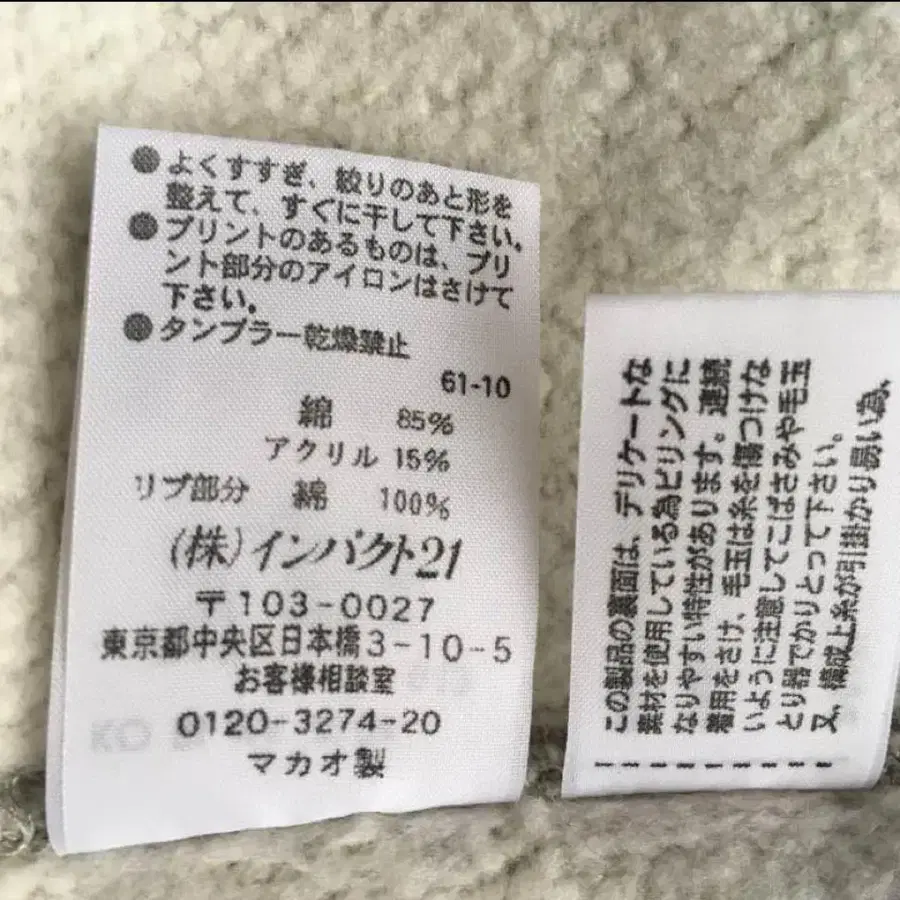 ●よくすすぎ、絞りのあと形を
整えて、すぐに干して下さい。
●プリントのあるものは、プリ
ント部分のアイロンはさけて
下さい。
●タンブラー乾燥禁止
61-10
綿 85%
アクリル 15%
リブ部分 綿 100%
(株)インパクト21
〒103-0027
東京都中央区日本橋3-10-5
お客様相談室
0120-3274-20
マカオ製
この製品の裏面は、デリケートな
素材を使用している為ピリングに
なりやすい特性があります。連続
着用をさけ、毛玉は糸を傷つけな
いように注意してこばさみや毛玉
とり器でかりとって下さい。
又、構成上糸が引掛かり易い為、